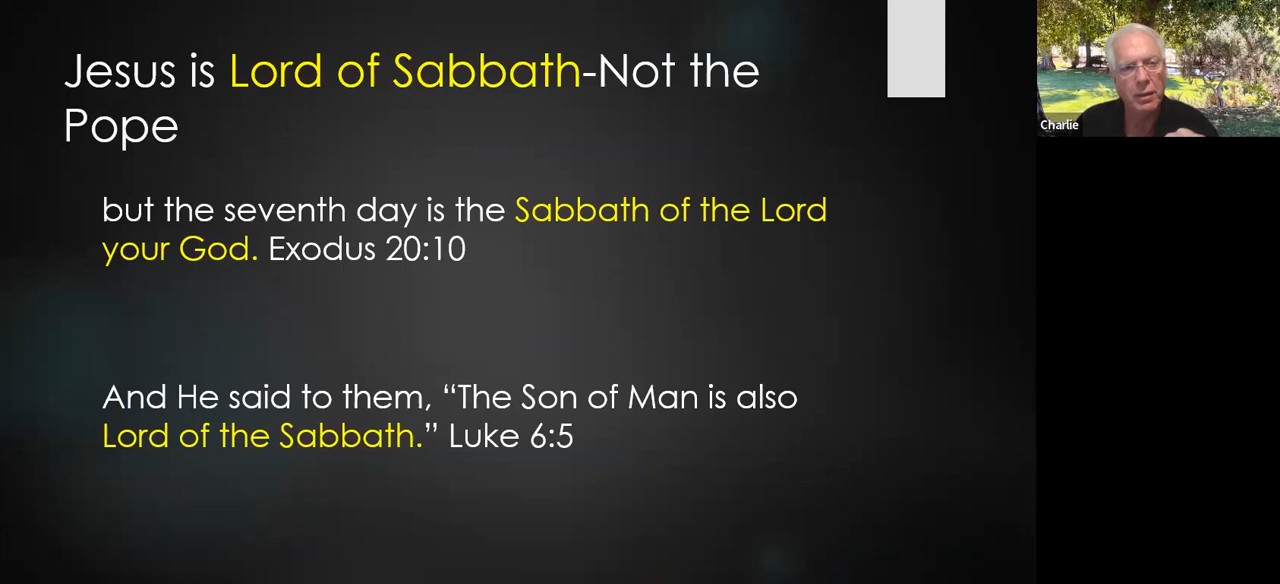 Jesus is Lord of Sabbath-Not the
Pope
but the seventh day is the Sabbath of the Lord
your God. Exodus 20:10
And He said to them, “The Son of Man is also
Lord of the Sabbath.” Luke 6:5
Charlie